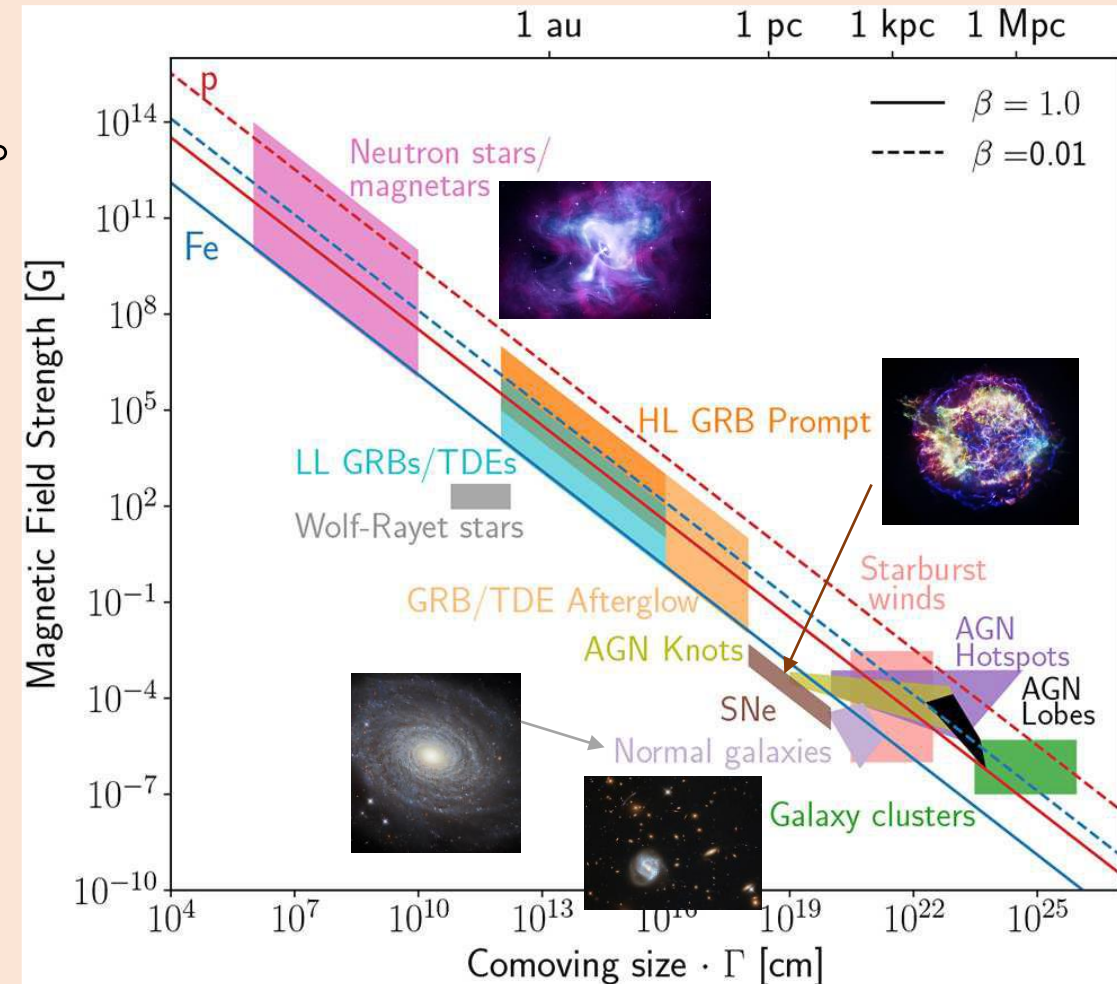 1 au 1 pc 1 kpc 1 Mpc
p
β = 1.0
β =0.01
10^14
10^11
10^8
10^5
10^2
10^−1
10^−4
10^−7
10^−10
Magnetic Field Strength [G]
Neutron stars/
magnetars
Fe
HL GRB Prompt
LL GRBs/TDEs
Wolf-Rayet stars
Starburst
winds
GRB/TDE Afterglow
AGN
Hotspots
AGN Knots
AGN
Lobes
SNe
Normal galaxies
Galaxy clusters
10^4 10^7 10^10 10^13 10^16 10^19 10^22 10^25
Comoving size · Γ [cm]